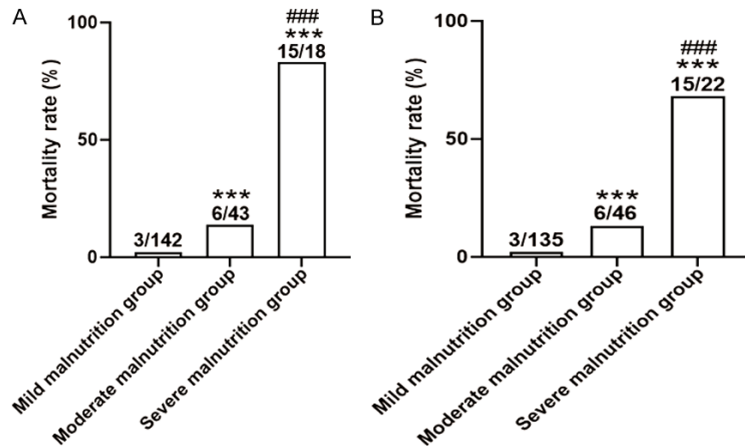 A
Mortality rate (%)
100
50
0
3/142
***
6/43
###
***
15/18
Mild malnutrition group
Moderate malnutrition group
Severe malnutrition group
B
Mortality rate (%)
100
50
0
3/135
***
6/46
###
***
15/22
Mild malnutrition group
Moderate malnutrition group
Severe malnutrition group